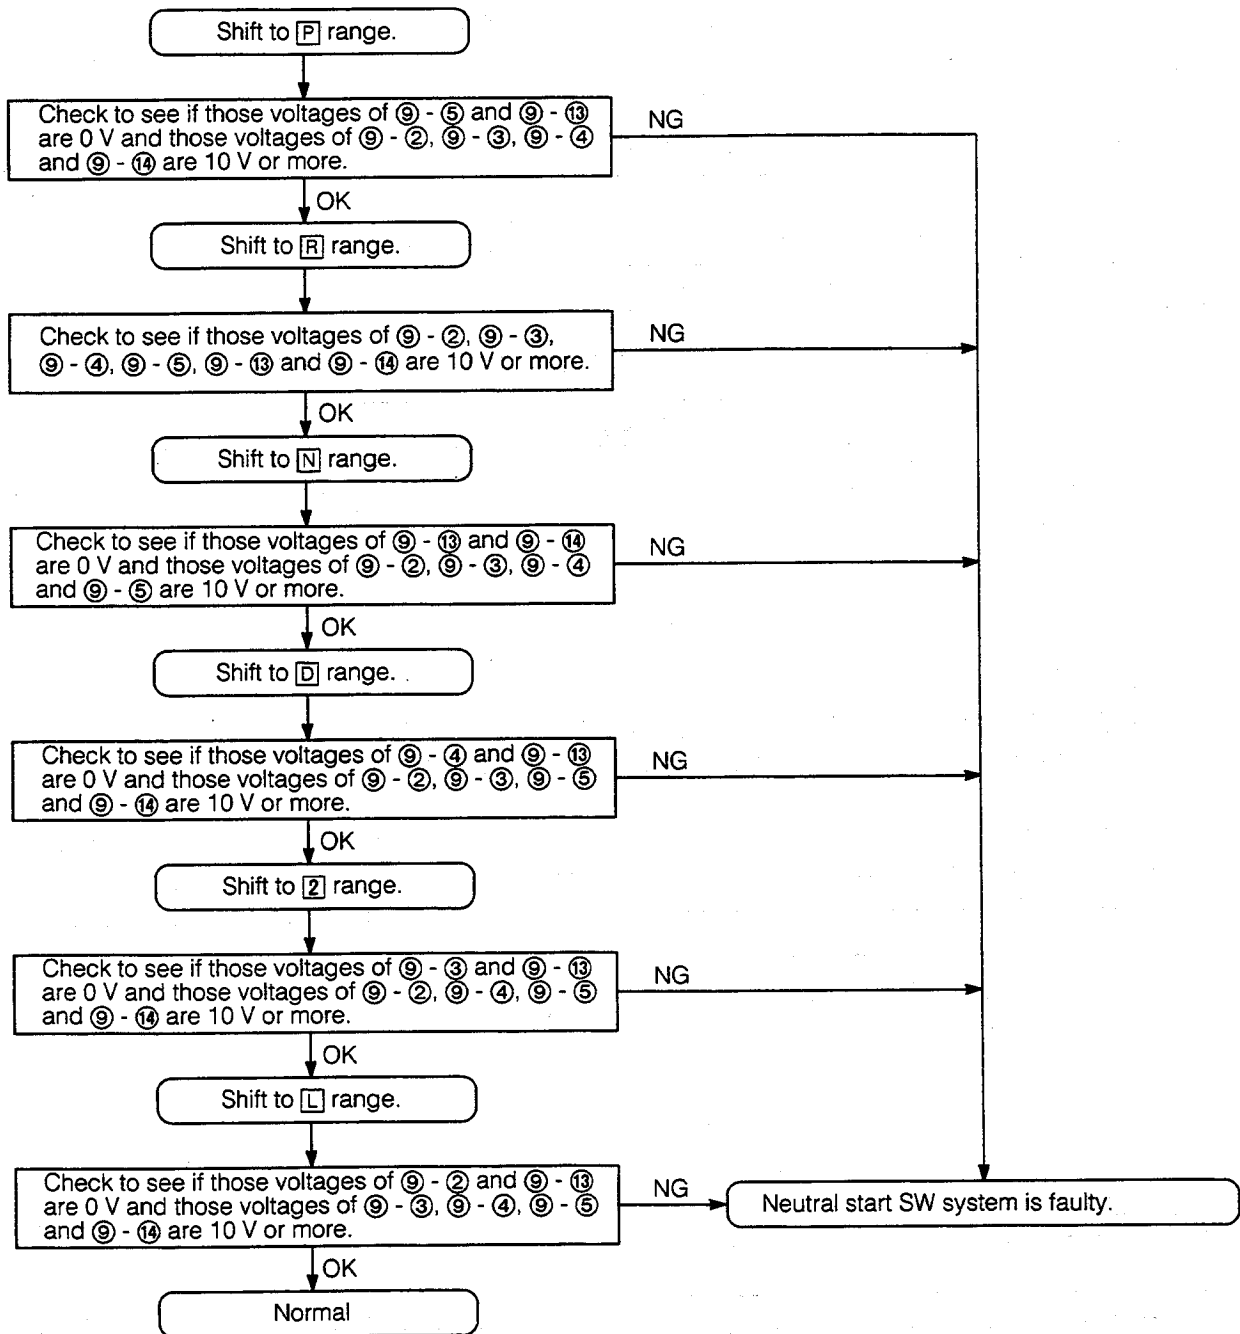 Shift to P range.
Check to see if those voltages of ⑨ - ⑤ and ⑨ - ⑬
are 0 V and those voltages of ⑨ - ②, ⑨ - ③, ⑨ - ④
and ⑨ - ⑭ are 10 V or more.
NG
OK
Shift to R range.
Check to see if those voltages of ⑨ - ②, ⑨ - ③,
⑨ - ④, ⑨ - ⑤, ⑨ - ⑬ and ⑨ - ⑭ are 10 V or more.
NG
OK
Shift to N range.
Check to see if those voltages of ⑨ - ⑬ and ⑨ - ⑭
are 0 V and those voltages of ⑨ - ②, ⑨ - ③, ⑨ - ④
and ⑨ - ⑤ are 10 V or more.
NG
OK
Shift to D range.
Check to see if those voltages of ⑨ - ④ and ⑨ - ⑬
are 0 V and those voltages of ⑨ - ②, ⑨ - ③, ⑨ - ⑤
and ⑨ - ⑭ are 10 V or more.
NG
OK
Shift to 2 range.
Check to see if those voltages of ⑨ - ③ and ⑨ - ⑬
are 0 V and those voltages of ⑨ - ②, ⑨ - ④, ⑨ - ⑤
and ⑨ - ⑭ are 10 V or more.
NG
OK
Shift to L range.
Check to see if those voltages of ⑨ - ② and ⑨ - ⑬
are 0 V and those voltages of ⑨ - ③, ⑨ - ④, ⑨ - ⑤
and ⑨ - ⑭ are 10 V or more.
NG
Neutral start SW system is faulty.
OK
Normal